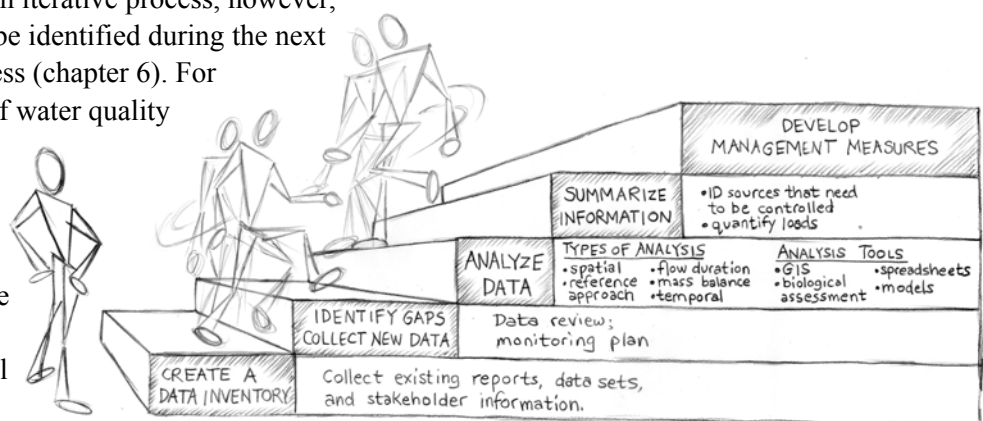 n iterative process, however,
be identified during the next
ess (chapter 6). For
f water quality
e
l
DEVELOP
MANAGEMENT MEASURES
SUMMARIZE
INFORMATION
•ID sources that need
to be controlled
•quantify loads
ANALYZE
DATA
TYPES OF ANALYSIS
•spatial •flow duration
•reference approach •mass balance
•temporal
ANALYSIS TOOLS
•GIS •spreadsheets
•biological assessment •models
IDENTIFY GAPS
COLLECT NEW DATA
Data review;
monitoring plan
CREATE A
DATA INVENTORY
Collect existing reports, data sets,
and stakeholder information.